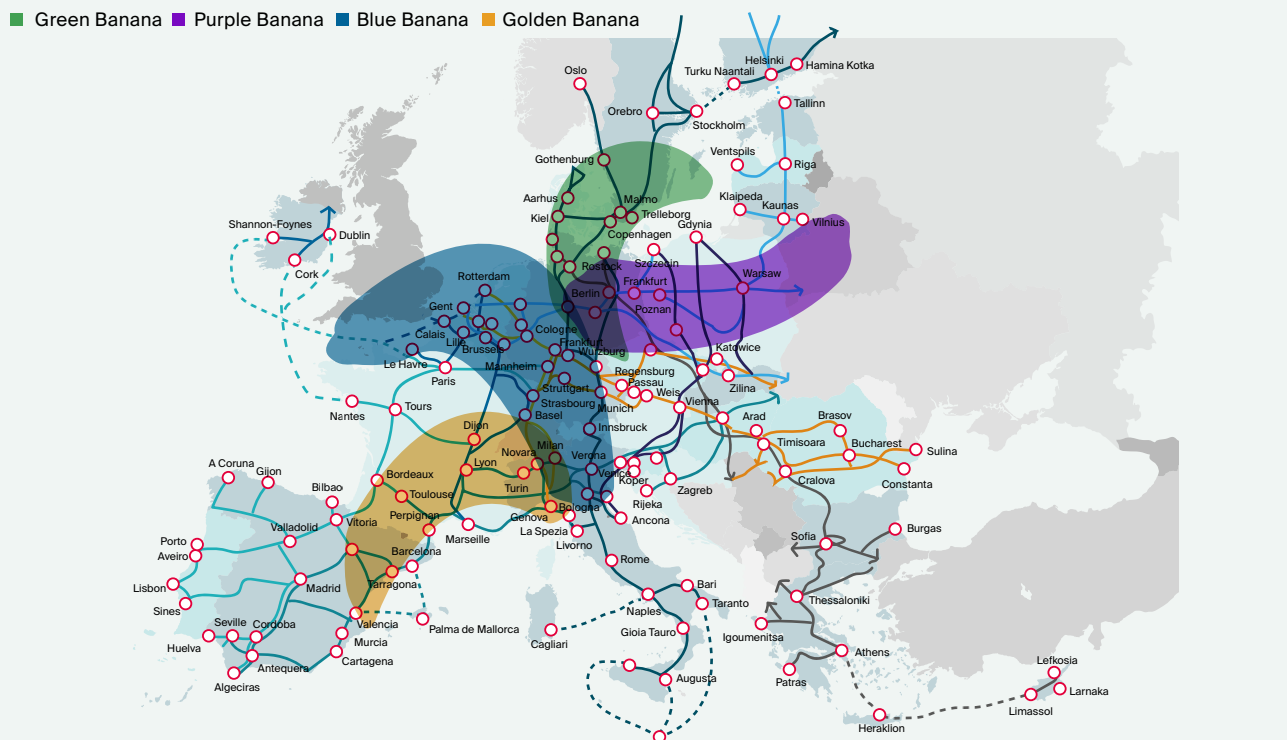 Green Banana Purple Banana Blue Banana Golden Banana
Helsinki
Hamina Kotka
Turku Naantali
Oslo
Tallinn
Orebro
Stockholm
Ventspils
Gothenburg
Riga
Aarhus
Malmo
Klaipeda
Kaunas
Kiel
Trelleborg
Vilnius
Shannon-Foynes
Dublin
Gdynia
Copenhagen
Cork
Szczecin
Rostock
Rotterdam
Warsaw
Frankfurt
Berlin
Gent
Poznan
Calais
Cologne
Lille
Brussels
Frankfurt
Wurzburg
Katowice
Le Havre
Mannheim
Regensburg
Paris
Passau
Zilina
Stuttgart
Weis
Strasbourg
Munich
Vienna
Nantes
Tours
Basel
Arad
Brasov
Dijon
Innsbruck
Timisoara
Bucharest
Sulina
Milan
Novara
Verona
A Coruna
Gijon
Lyon
Venice
Bordeaux
Turin
Koper
Cralova
Constanta
Bilbao
Toulouse
Zagreb
Rijeka
Perpignan
Genova
Bologna
Ancona
Vitoria
Valladolid
La Spezia
Burgas
Marseille
Sofia
Porto
Aveiro
Barcelona
Livorno
Rome
Lisbon
Madrid
Tarragona
Bari
Sines
Naples
Taranto
Thessaloniki
Seville
Cordoba
Valencia
Palma de Mallorca
Gioia Tauro
Igoumenitsa
Huelva
Murcia
Cagliari
Athens
Cartagena
Antequera
Lefkosia
Algeciras
Augusta
Patras
Larnaka
Limassol
Heraklion